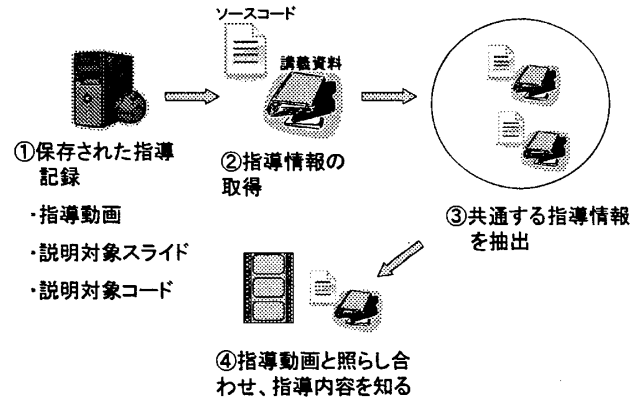 ソースコード
講義資料
①保存された指導
記録
・指導動画
・説明対象スライド
・説明対象コード
②指導情報の
取得
③共通する指導情報
を抽出
④指導動画と照らし合
わせ、指導内容を知る